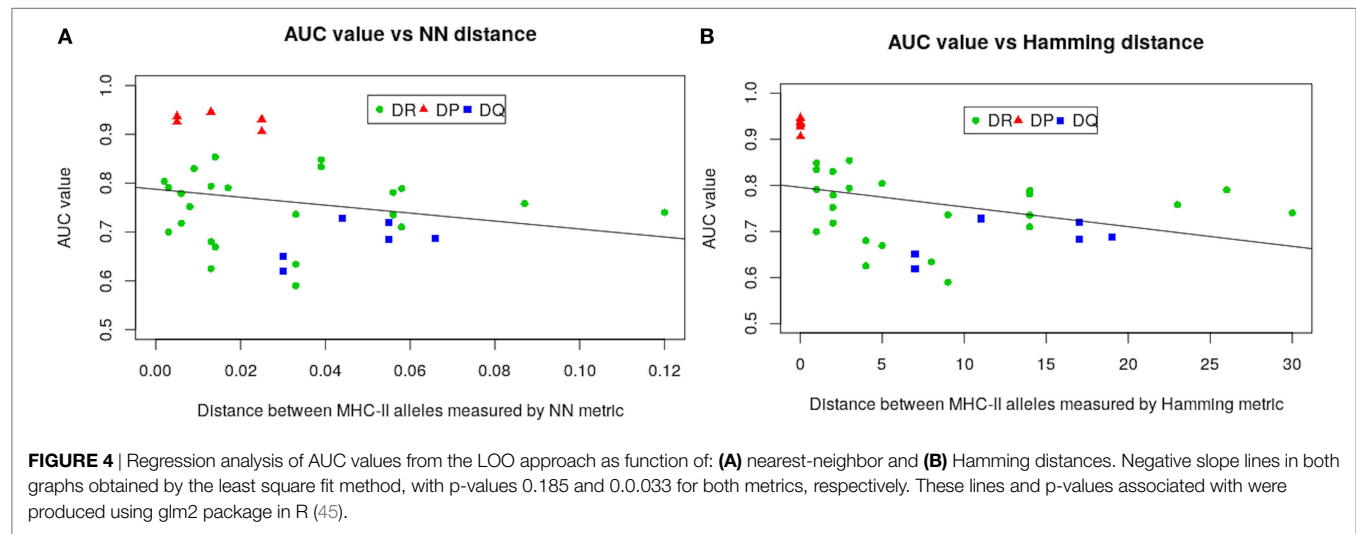 A
AUC value vs NN distance
DR DP DQ
AUC value
1.0
0.9
0.8
0.7
0.6
0.5
0.00 0.02 0.04 0.06 0.08 0.10 0.12
Distance between MHC-II alleles measured by NN metric
B
AUC value vs Hamming distance
DR DP DQ
AUC value
1.0
0.9
0.8
0.7
0.6
0.5
0 5 10 15 20 25 30
Distance between MHC-II alleles measured by Hamming metric
FIGURE 4 | Regression analysis of AUC values from the LOO approach as function of: (A) nearest-neighbor and (B) Hamming distances. Negative slope lines in both
graphs obtained by the least square fit method, with p-values 0.185 and 0.0.033 for both metrics, respectively. These lines and p-values associated with were
produced using glm2 package in R (45).